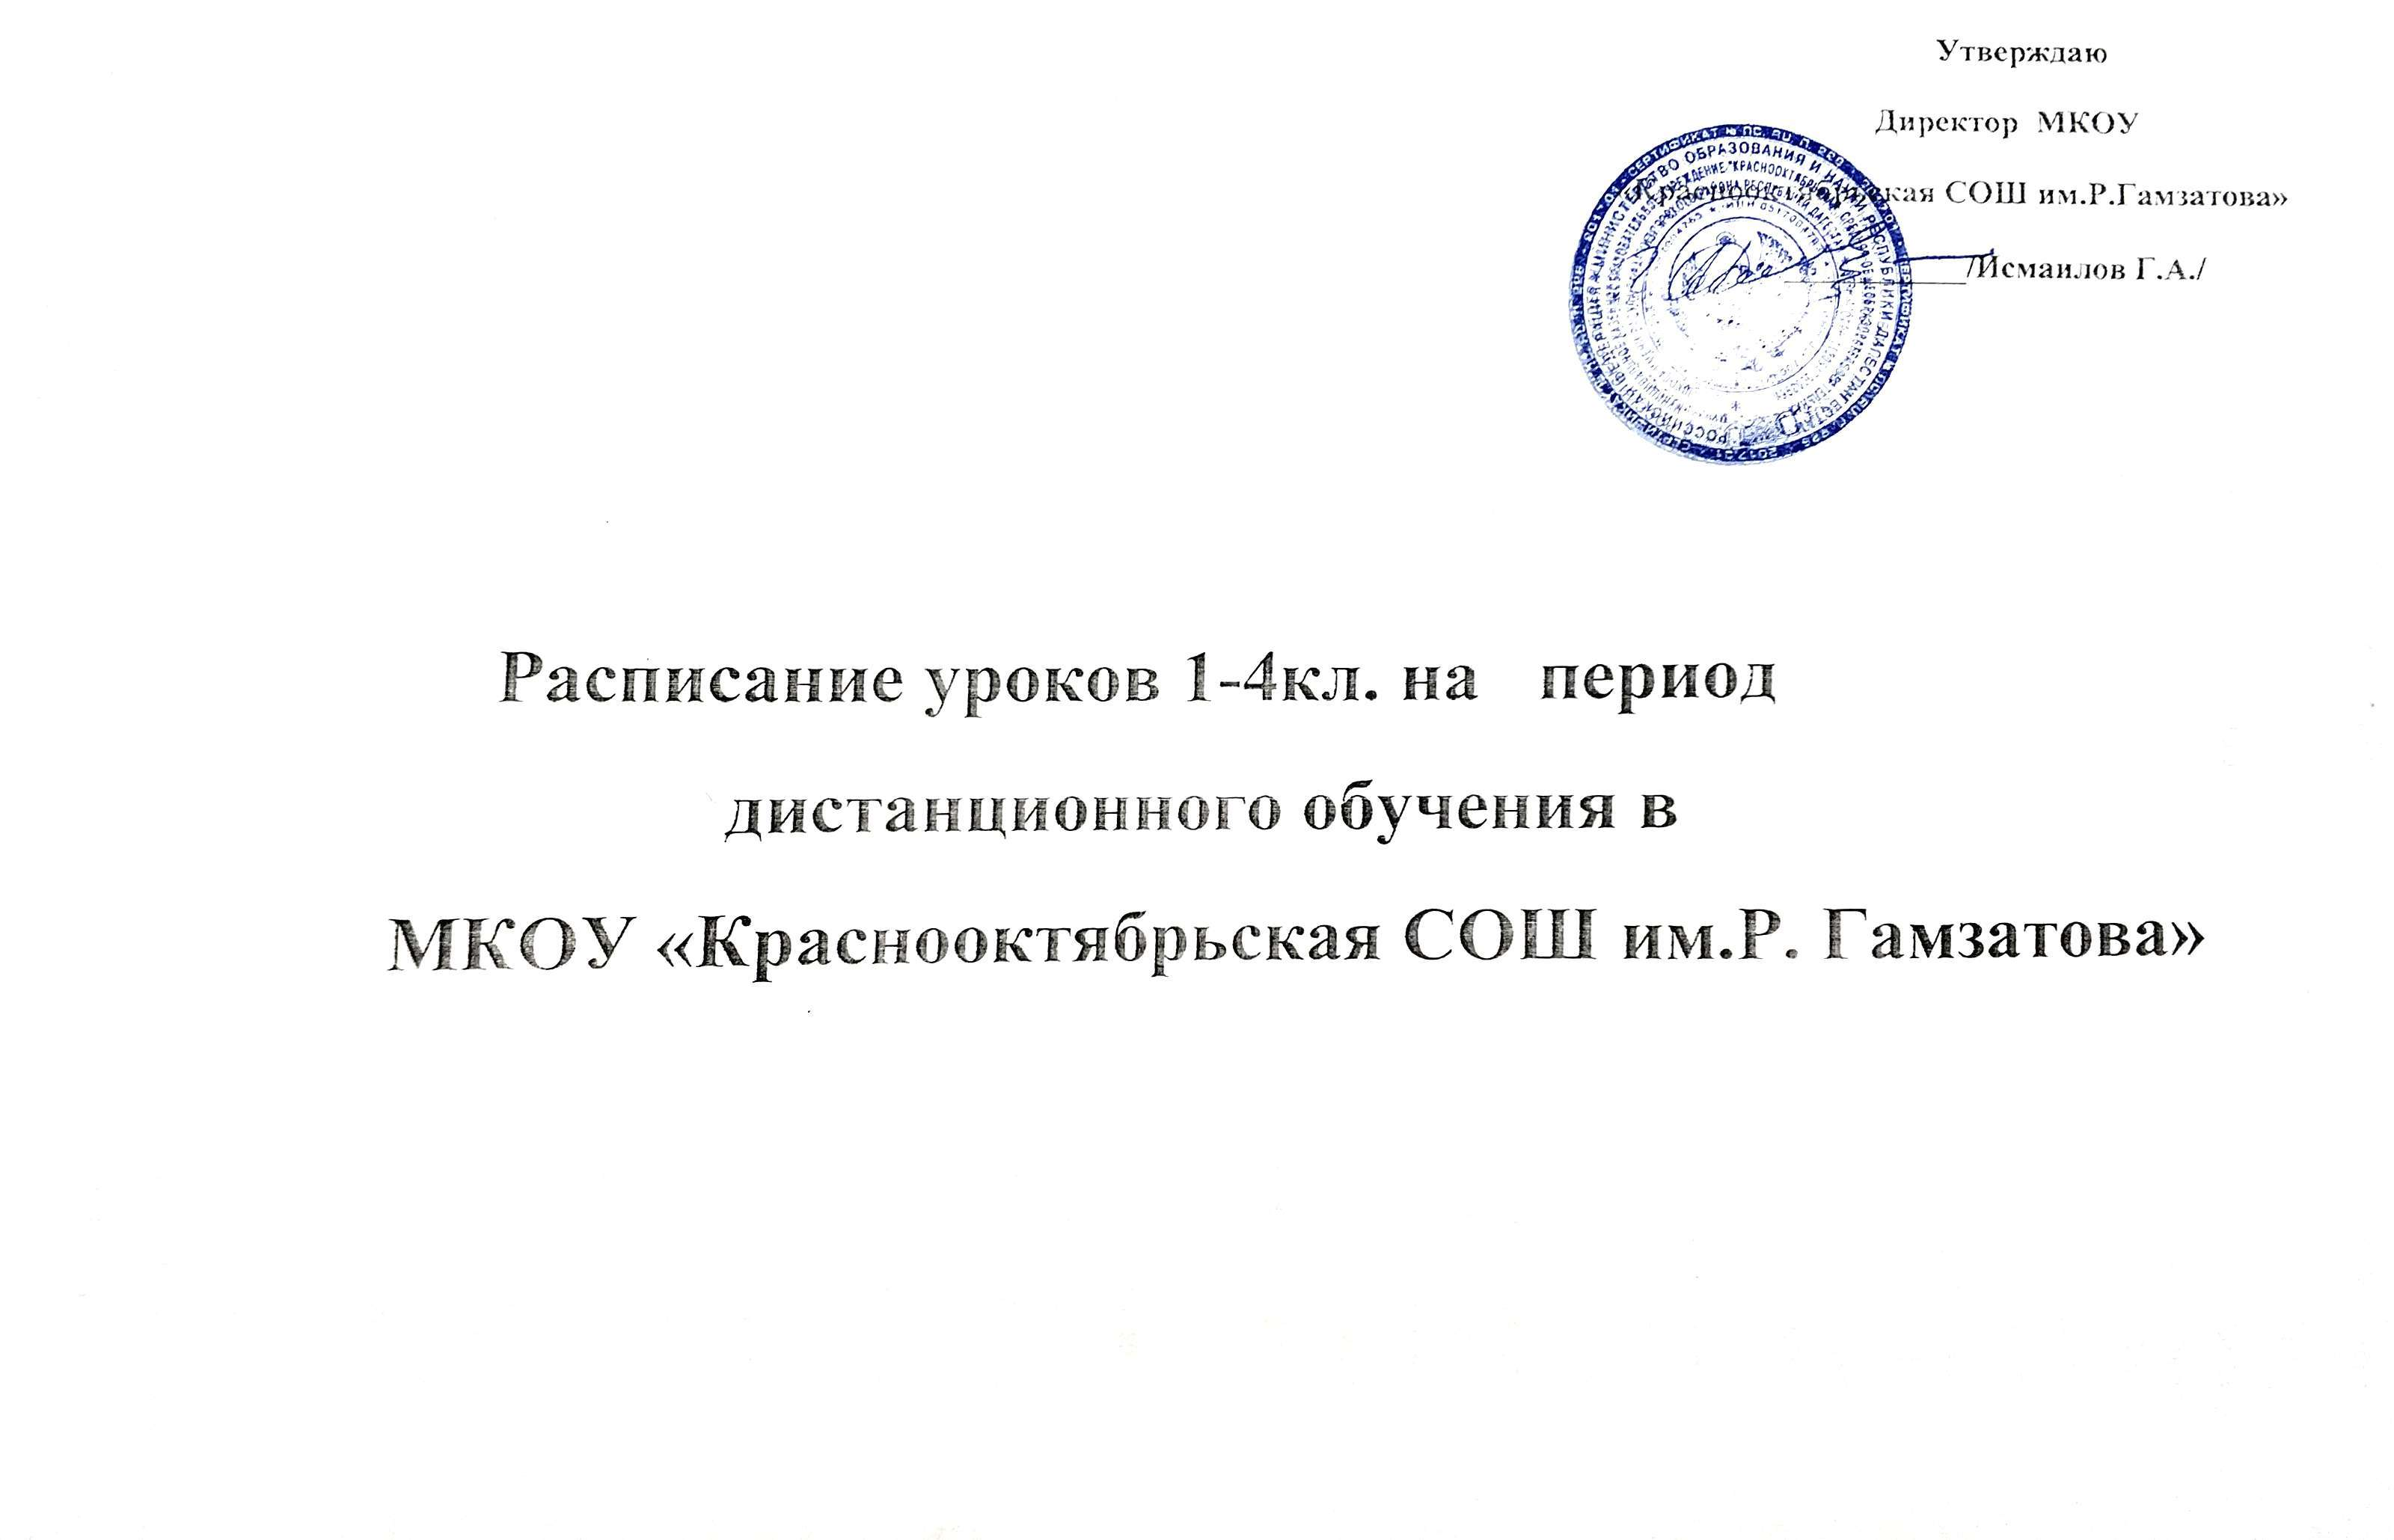 Утверждаю
Директор МКОУ
«Краснооктябрьская СОШ им.Р.Гамзатова»
/Исмаилов Г.А./
Расписание уроков 1-4кл. на период
дистанционного обучения в
МКОУ «Краснооктябрьская СОШ им.Р. Гамзатова»